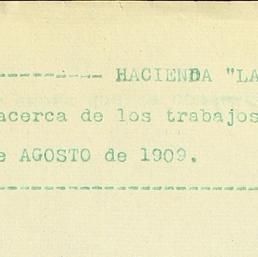 ---------- HACIENDA "LA
acerca de los trabajos
e AGOSTO de 1909.
--------------------